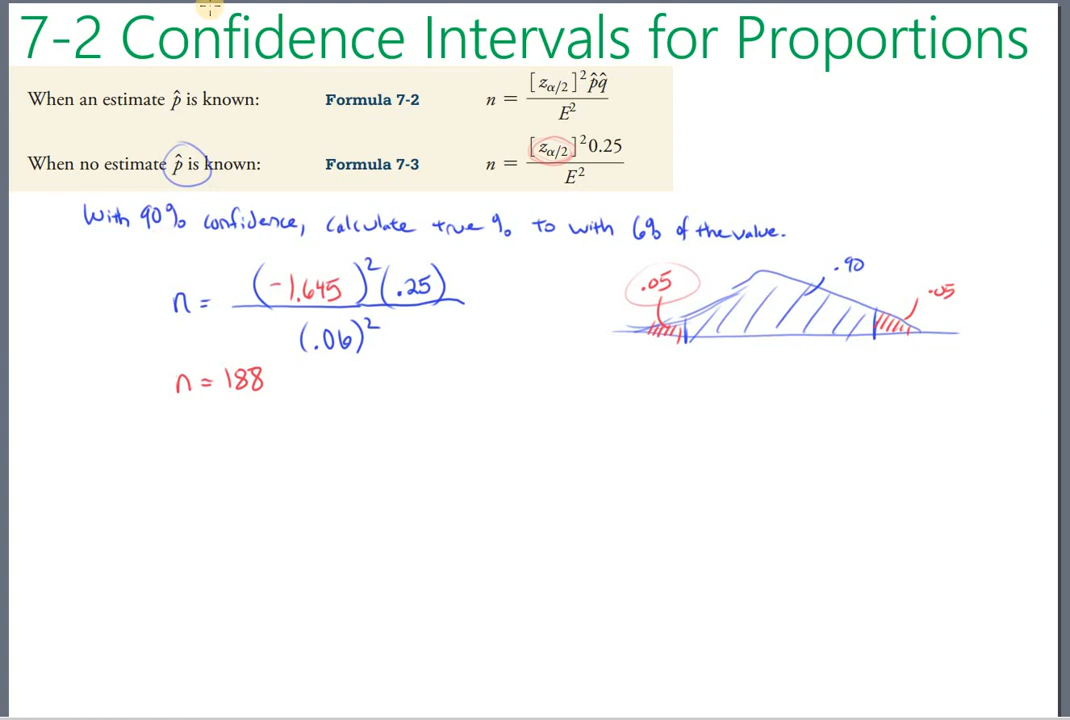 7-2 Confidence Intervals for Proportions
When an estimate p̂ is known: Formula 7-2 n = [z_{α/2}]² p̂q̂ / E²
When no estimate p̂ is known: Formula 7-3 n = [z_{α/2}]² 0.25 / E²
With 90% confidence, calculate true % to with 6% of the value.
n = (-1.645)² (.25) / (.06)²
.05 .90 .05
n = 188